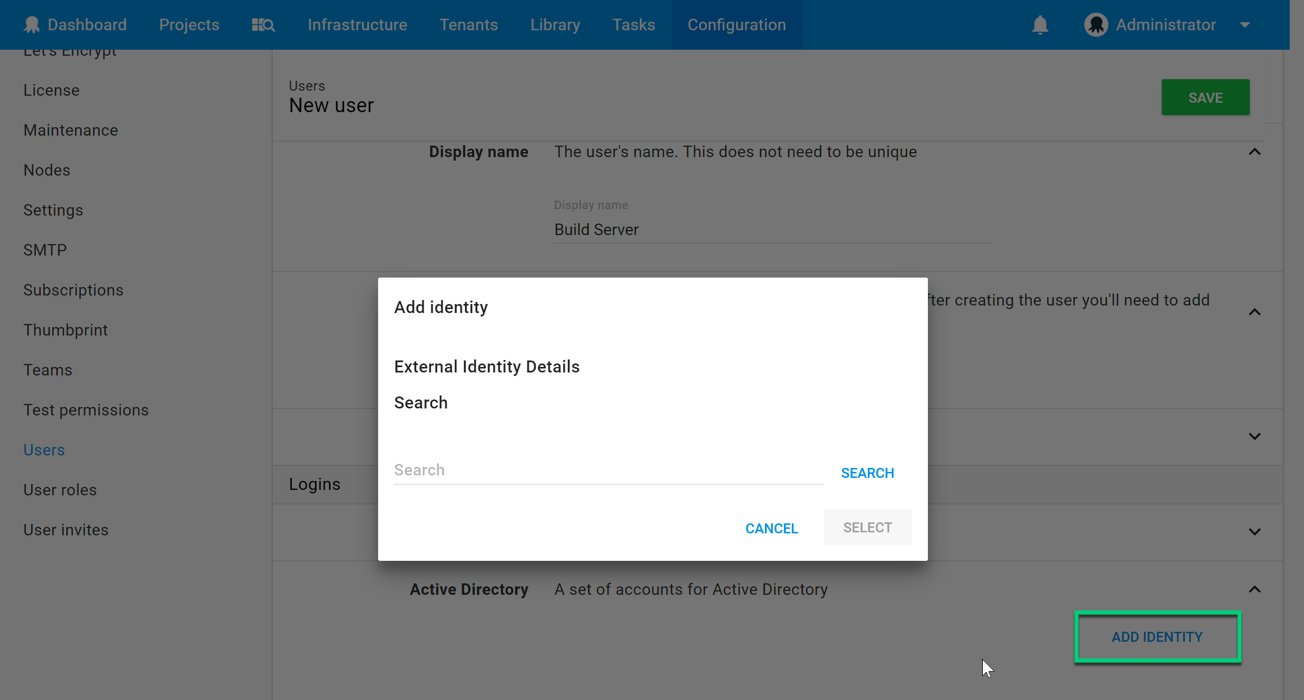 Dashboard
Projects
Infrastructure
Tenants
Library
Tasks
Configuration
Administrator
Let's Encrypt
License
Maintenance
Nodes
Settings
SMTP
Subscriptions
Thumbprint
Teams
Test permissions
Users
User roles
User invites
Users
New user
SAVE
Display name The user's name. This does not need to be unique
Display name
Build Server
fter creating the user you'll need to add
Add identity
External Identity Details
Search
Search
SEARCH
CANCEL
SELECT
Logins
Active Directory A set of accounts for Active Directory
ADD IDENTITY